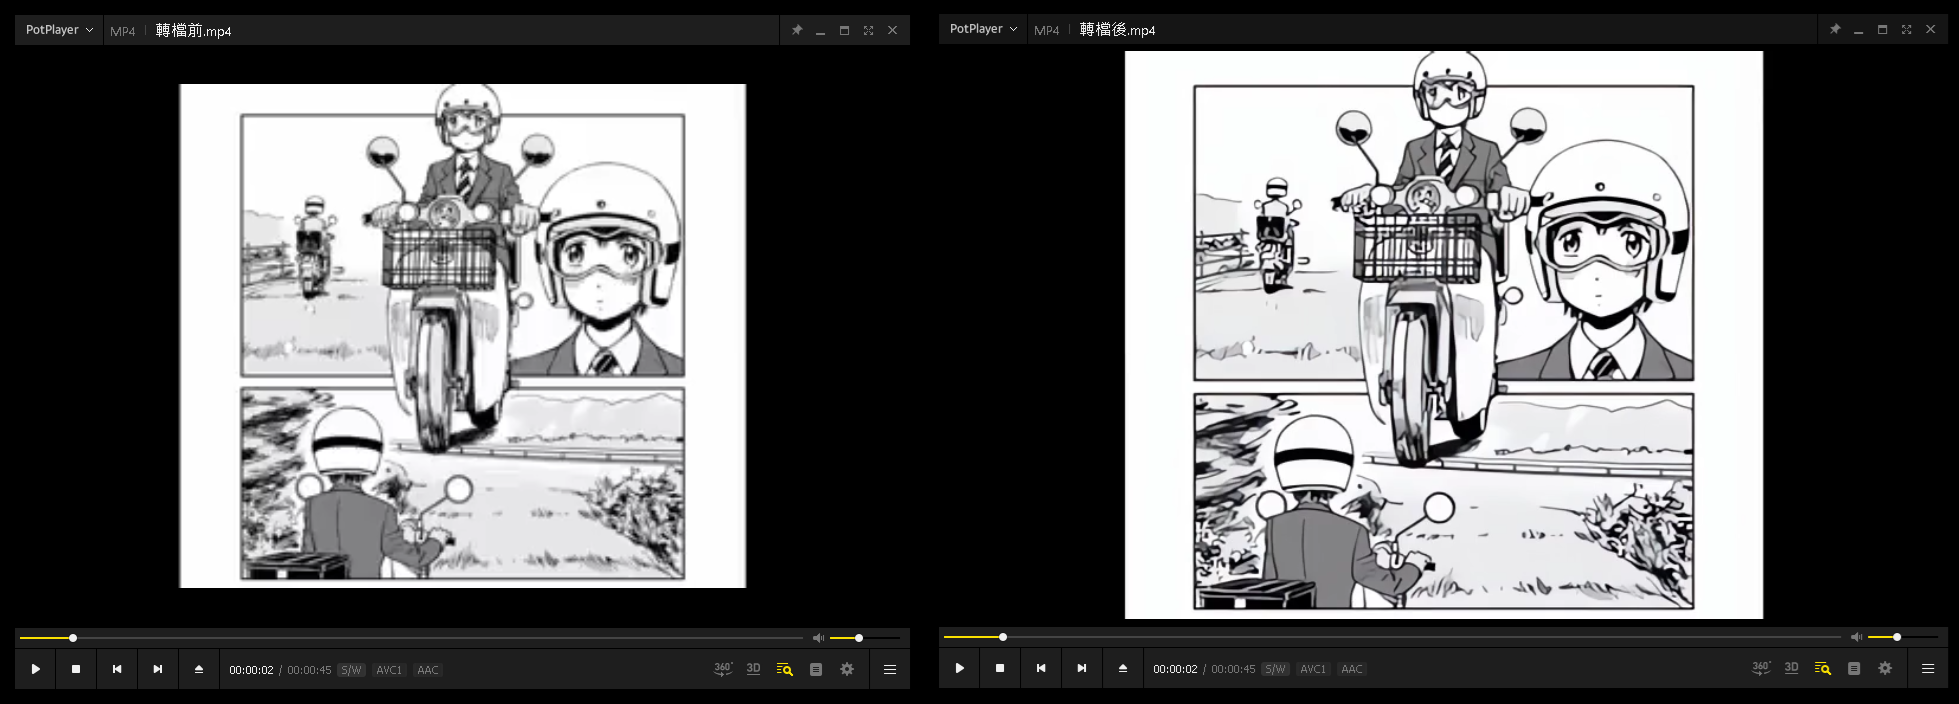 PotPlayer MP4 轉檔前.mp4
00:00:02 / 00:00:45 S/W AVC1 AAC 360° 3D
PotPlayer MP4 轉檔後.mp4
00:00:02 / 00:00:45 S/W AVC1 AAC 360° 3D